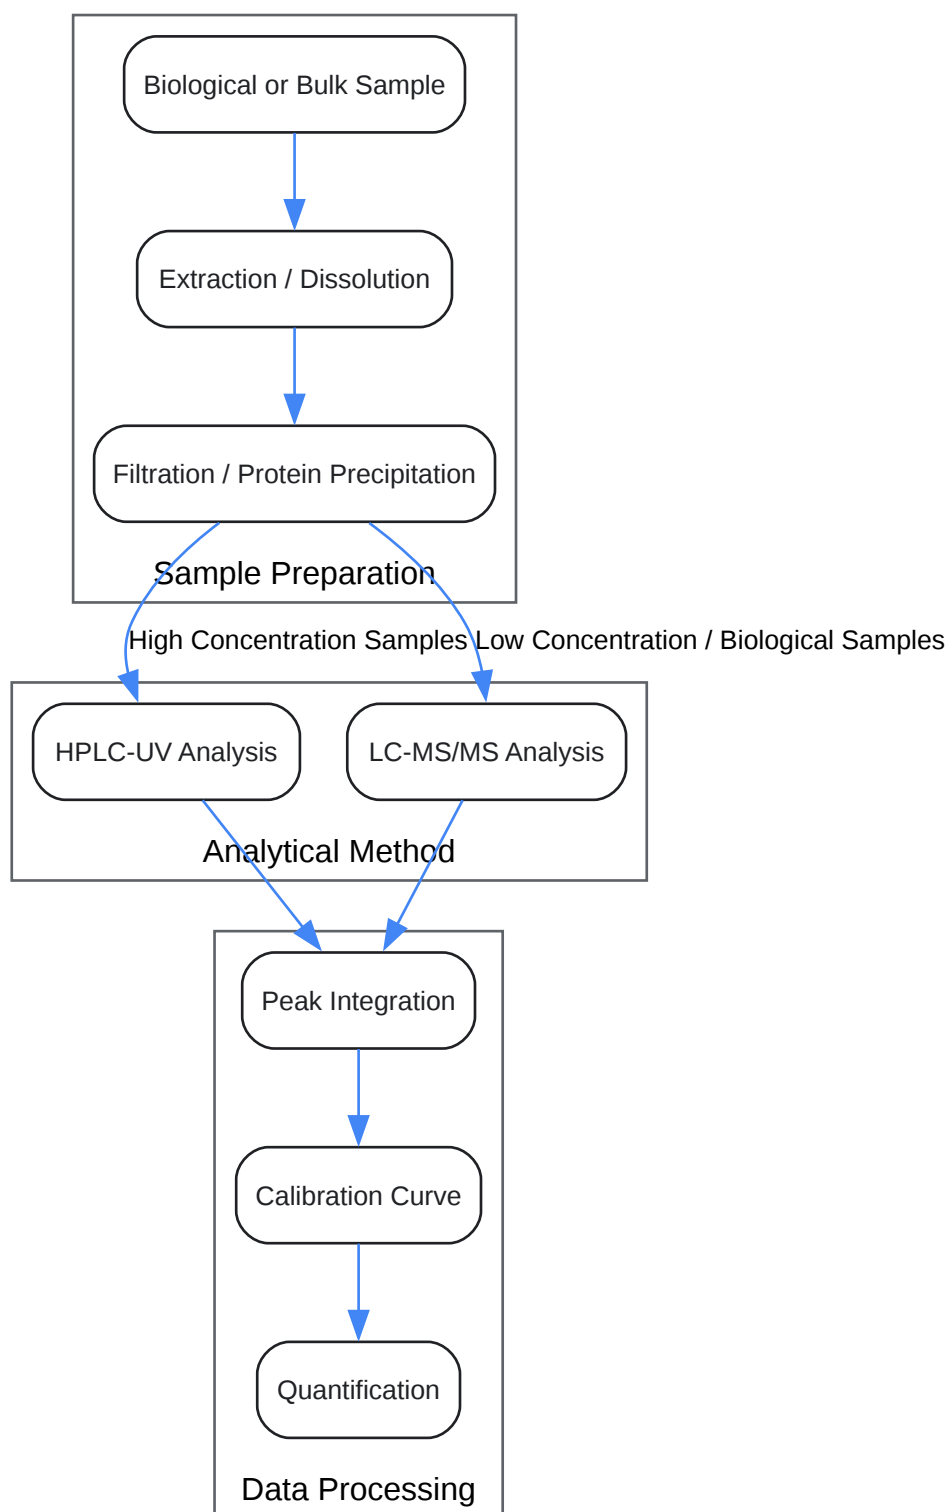 Biological or Bulk Sample
Extraction / Dissolution
Filtration / Protein Precipitation
Sample Preparation
High Concentration Samples
Low Concentration / Biological Samples
HPLC-UV Analysis
LC-MS/MS Analysis
Analytical Method
Peak Integration
Calibration Curve
Quantification
Data Processing